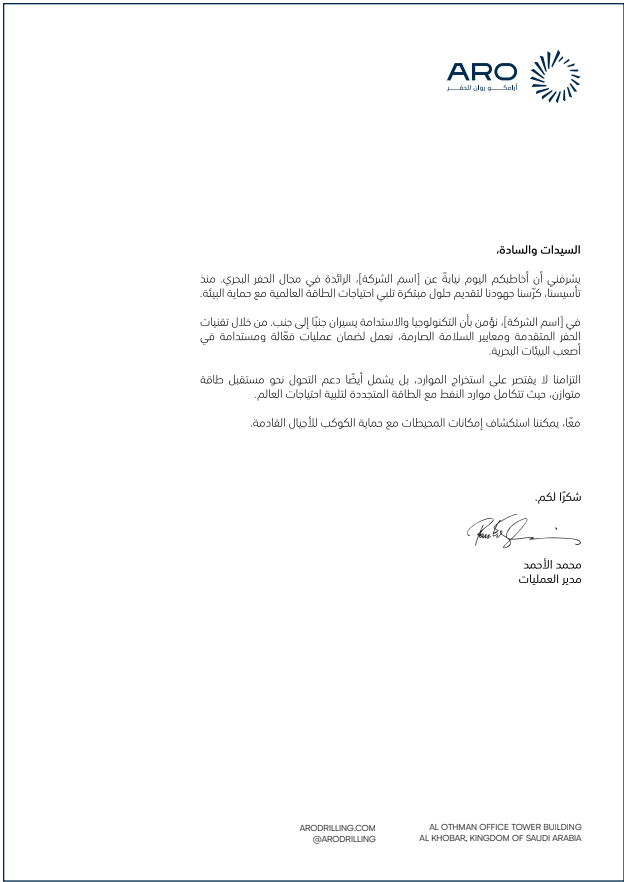 ARO
أرامكـــو روان للحفـــر
السيدات والسادة،
يشرفني أن أخاطبكم اليوم نيابةً عن [اسم الشركة]، الرائدة في مجال الحفر البحري. منذ
تأسيسنا، كرّسنا جهودنا لتقديم حلول مبتكرة تلبي احتياجات الطاقة العالمية مع حماية البيئة.
في [اسم الشركة]، نؤمن بأن التكنولوجيا والاستدامة يسيران جنبًا إلى جنب. من خلال تقنيات
الحفر المتقدمة ومعايير السلامة الصارمة، نعمل لضمان عمليات فعّالة ومستدامة في
أصعب البيئات البحرية.
التزامنا لا يقتصر على استخراج الموارد، بل يشمل أيضًا دعم التحول نحو مستقبل طاقة
متوازن، حيث تتكامل موارد النفط مع الطاقة المتجددة لتلبية احتياجات العالم.
معًا، يمكننا استكشاف إمكانات المحيطات مع حماية الكوكب للأجيال القادمة.
شكرًا لكم.
محمد الأحمد
مدير العمليات
ARODRILLING.COM
@ARODRILLING
AL OTHMAN OFFICE TOWER BUILDING
AL KHOBAR, KINGDOM OF SAUDI ARABIA